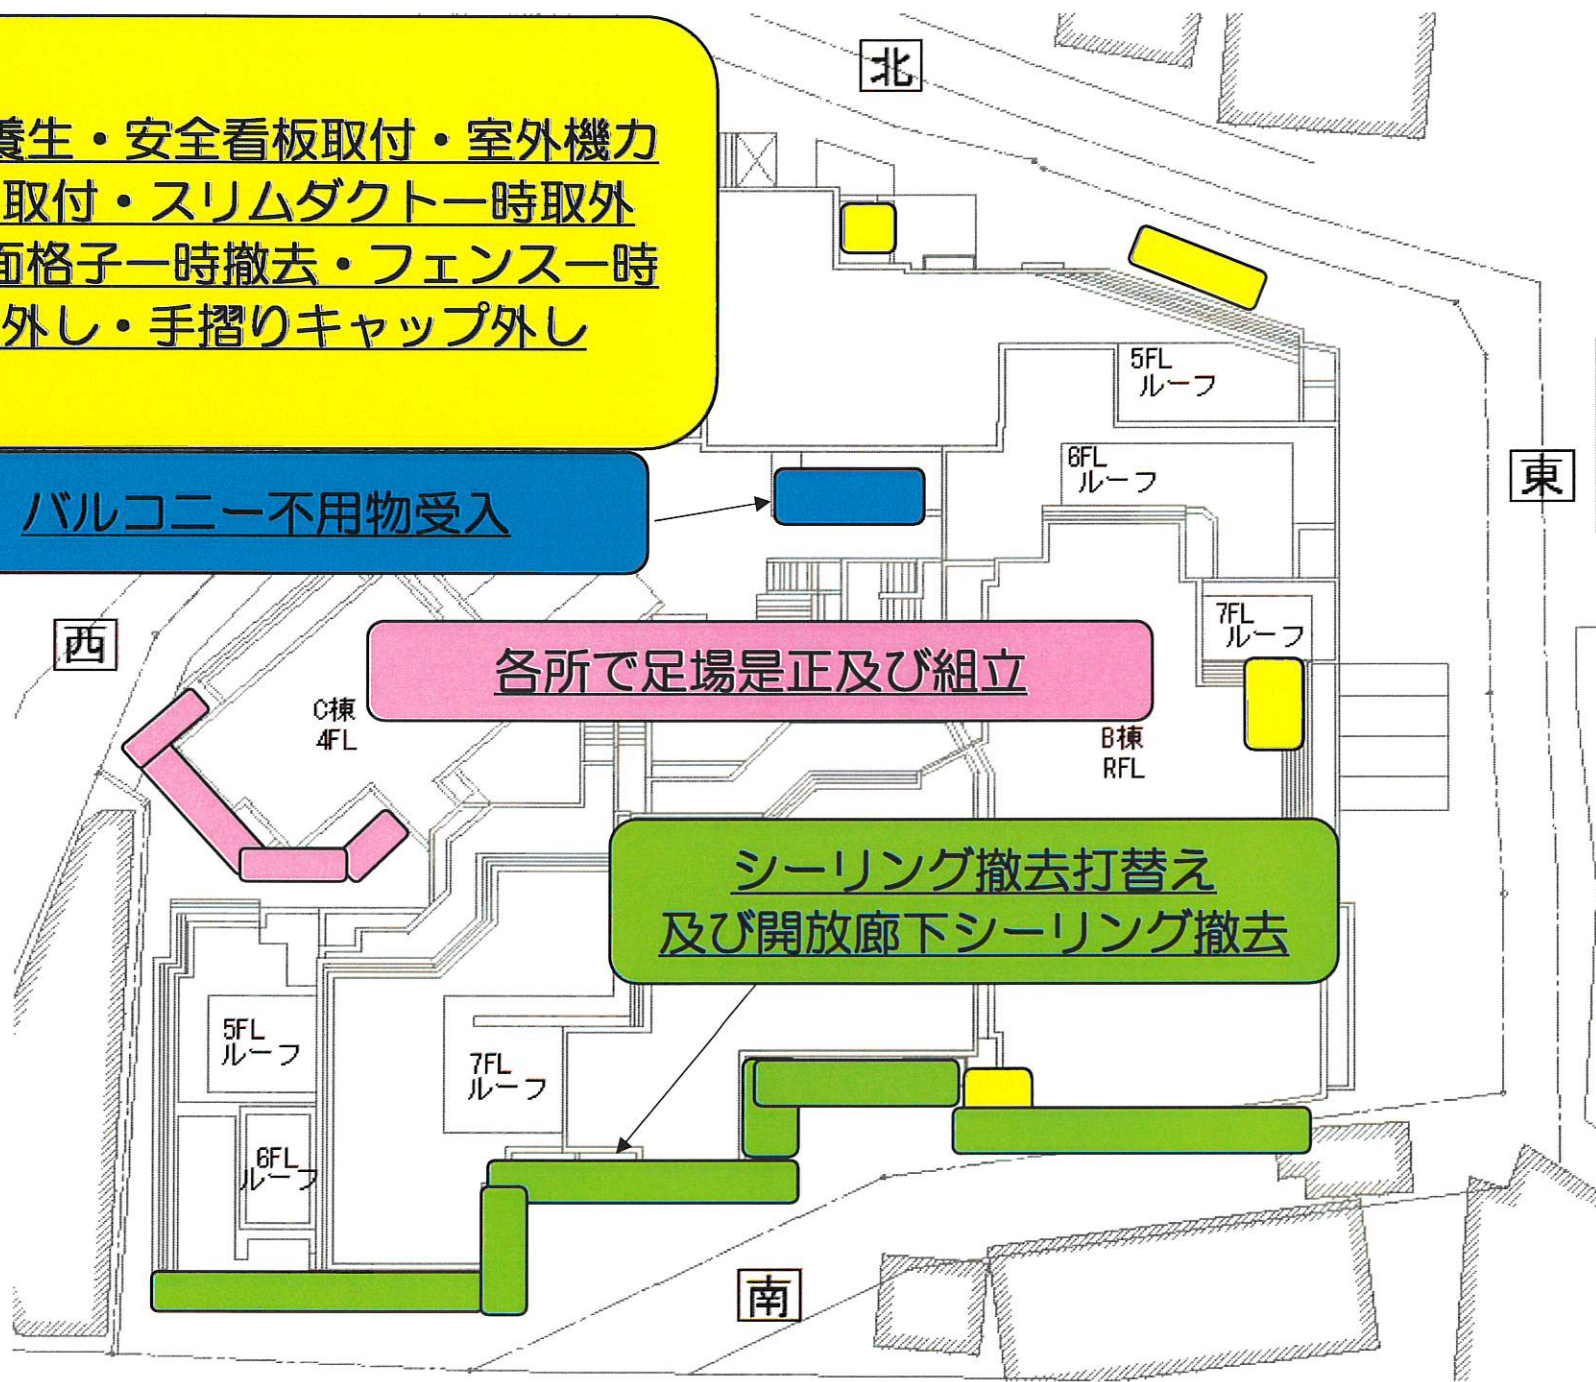 北
養生・安全看板取付・室外機カ
取付・スリムダクト一時取外
面格子一時撤去・フェンス一時
外し・手摺りキャップ外し
5FL
ルーフ
6FL
ルーフ
東
バルコニー不用物受入
7FL
ルーフ
西
各所で足場是正及び組立
C棟
4FL
B棟
RFL
シーリング撤去打替え
及び開放廊下シーリング撤去
5FL
ルーフ
7FL
ルーフ
6FL
ルーフ
南